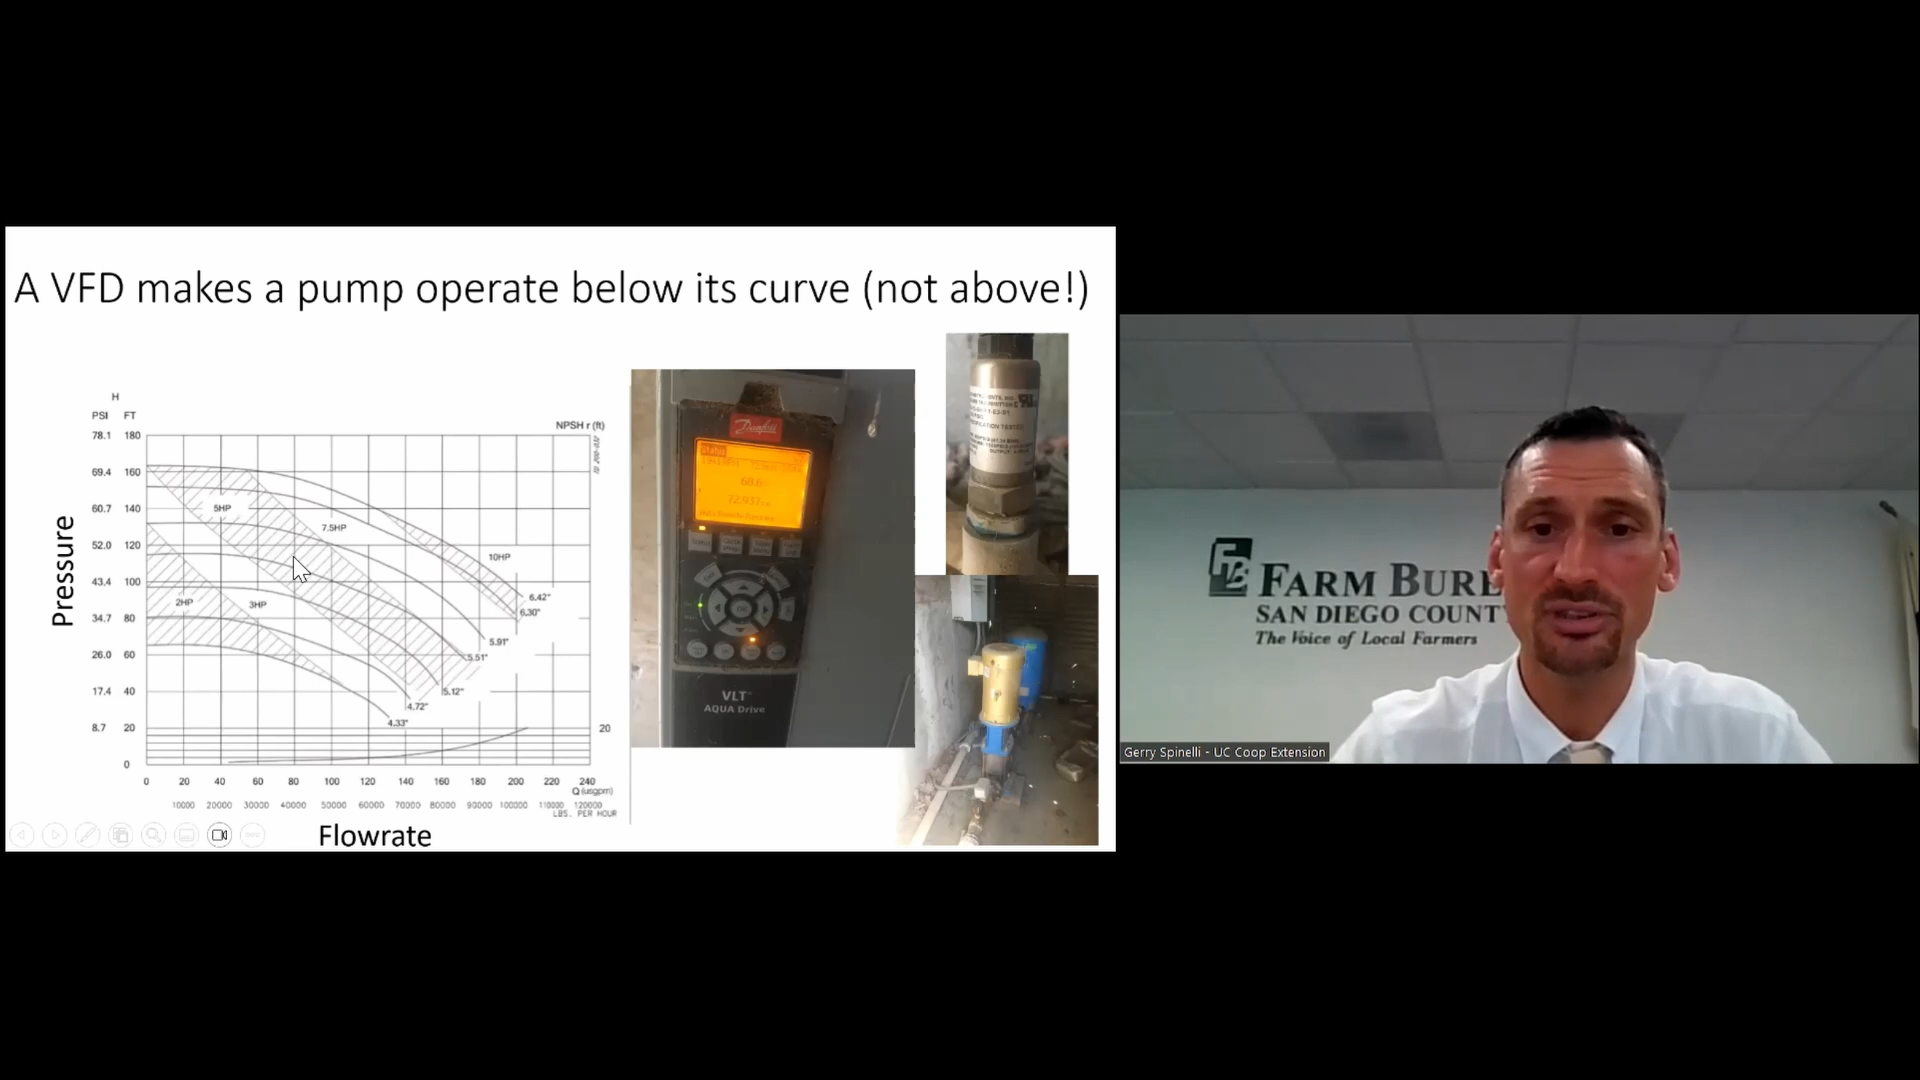 A VFD makes a pump operate below its curve (not above!)
H
PSI FT
NPSH r (ft)
78.1 180
69.4 160
60.7 140
52.0 120
43.4 100
34.7 80
26.0 60
17.4 40
8.7 20
0
20
5HP
7.5HP
10HP
2HP
3HP
6.42"
6.30"
5.91"
5.51"
5.12"
4.72"
4.33"
0 20 40 60 80 100 120 140 160 180 200 220 240
Q (usgpm)
10000 20000 30000 40000 50000 60000 70000 80000 90000 100000 110000 120000
LBS. PER HOUR
Pressure
Flowrate
Danfoss
Status
VLT
AQUA Drive
FB
FARM BURE
SAN DIEGO COUNTY
The Voice of Local Farmers
Gerry Spinelli - UC Coop Extension